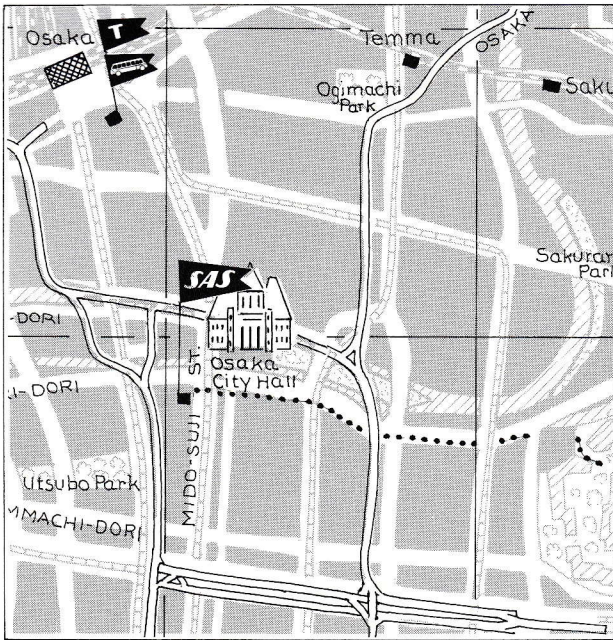 Osaka
T
Temma
OSAKA
Ogimachi
Park
Saku
Sakuran
Park
SAS
-DORI
Osaka
City Hall
I-DORI
MIDO-SUJI ST.
Utsubo Park
MMACHI-DORI